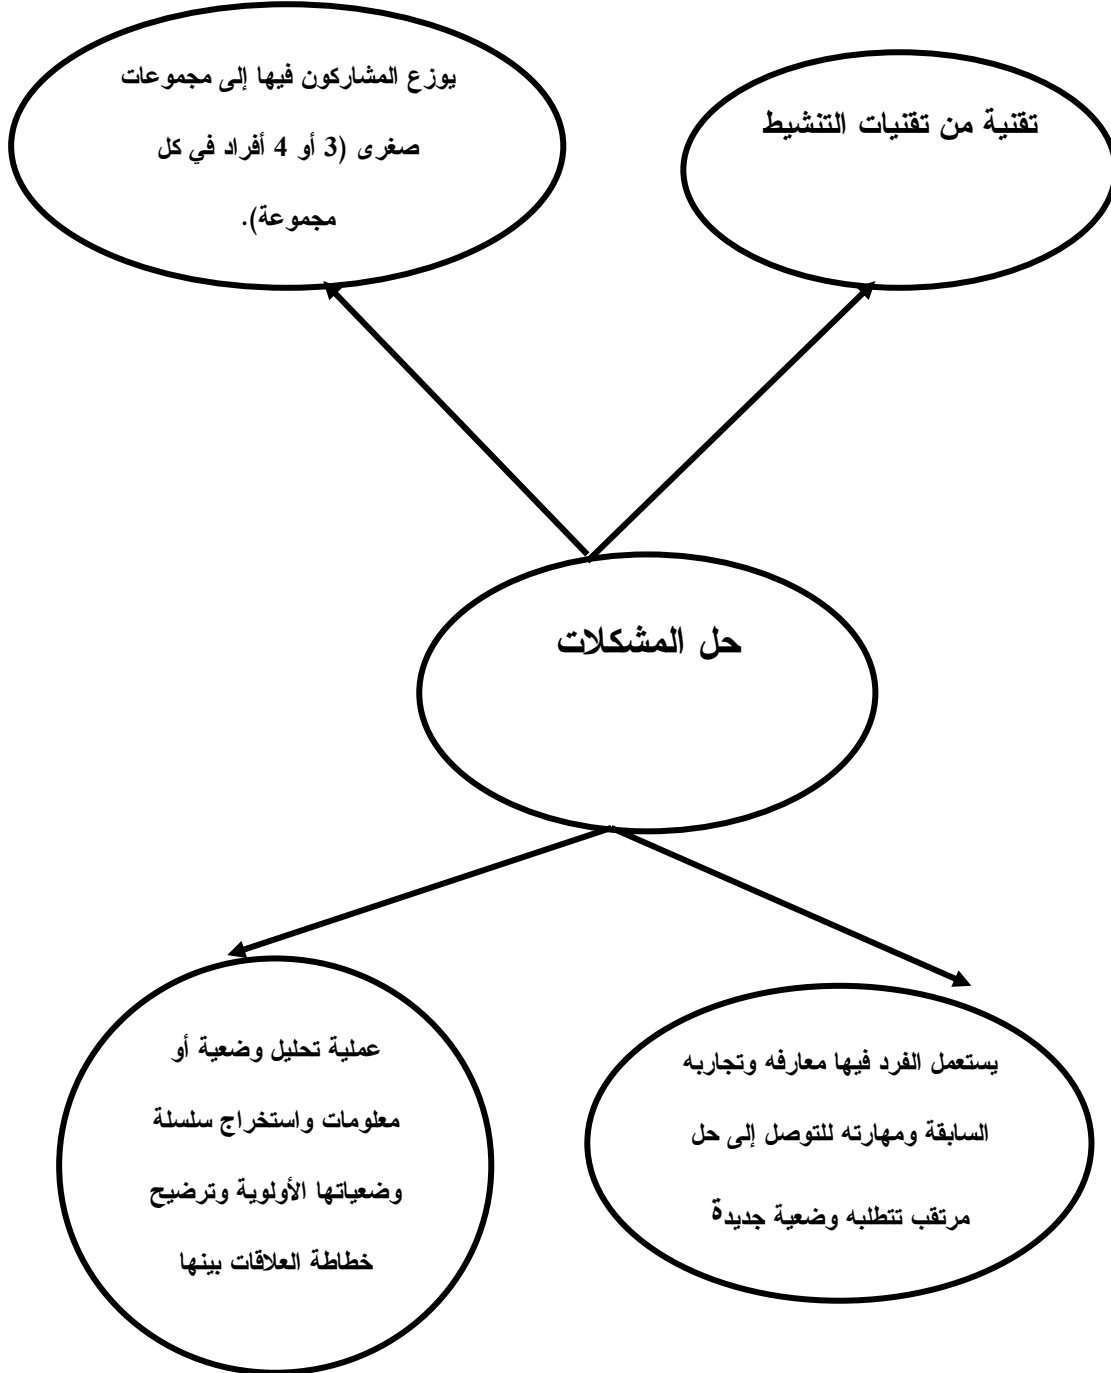 تقنية من تقنيات التنشيط
يوزع المشاركون فيها إلى مجموعات
صغرى (3 أو 4 أفراد في كل
مجموعة).
حل المشكلات
يستعمل الفرد فيها معارفه وتجاربه
السابقة ومهارته للتوصل إلى حل
مرتقب تتطلبه وضعية جديدة
عملية تحليل وضعية أو
معلومات واستخراج سلسلة
وضعياتها الأولوية وترضيح
خطاطة العلاقات بينها